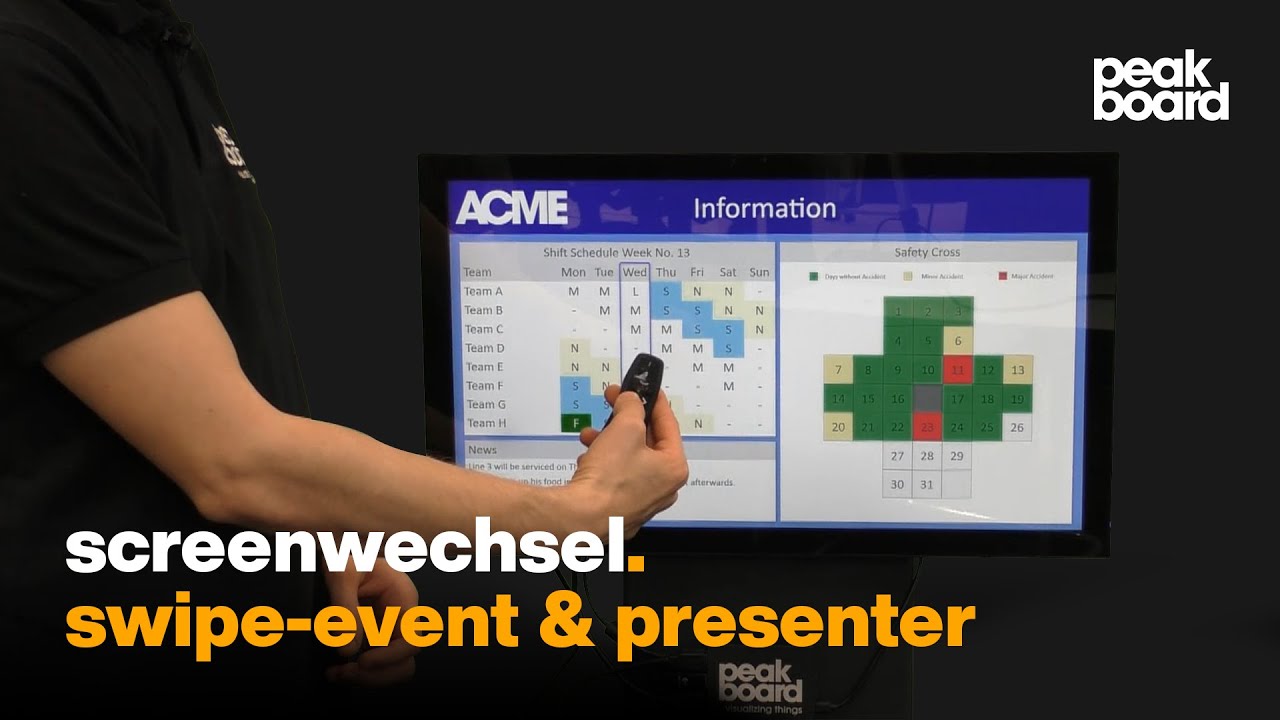 peak
board
ACME
Information
Shift Schedule Week No. 13
Team Mon Tue Wed Thu Fri Sat Sun
Team A M M L S N N -
Team B - M M S S N N
Team C - - M M S S N
Team D N - - M M S -
Team E N N - M M -
Team F S N - - M -
Team G S S - -
Team H F N - -
News
Line 3 will be serviced on
up his food afterwards.
Safety Cross
Days without Accident Minor Accident Major Accident
1 2 3
4 5 6
7 8 9 10 11 12 13
14 15 16 17 18 19
20 21 22 23 24 25 26
27 28 29
30 31
screenwechsel.
swipe-event & presenter
peak
board
visualizing things